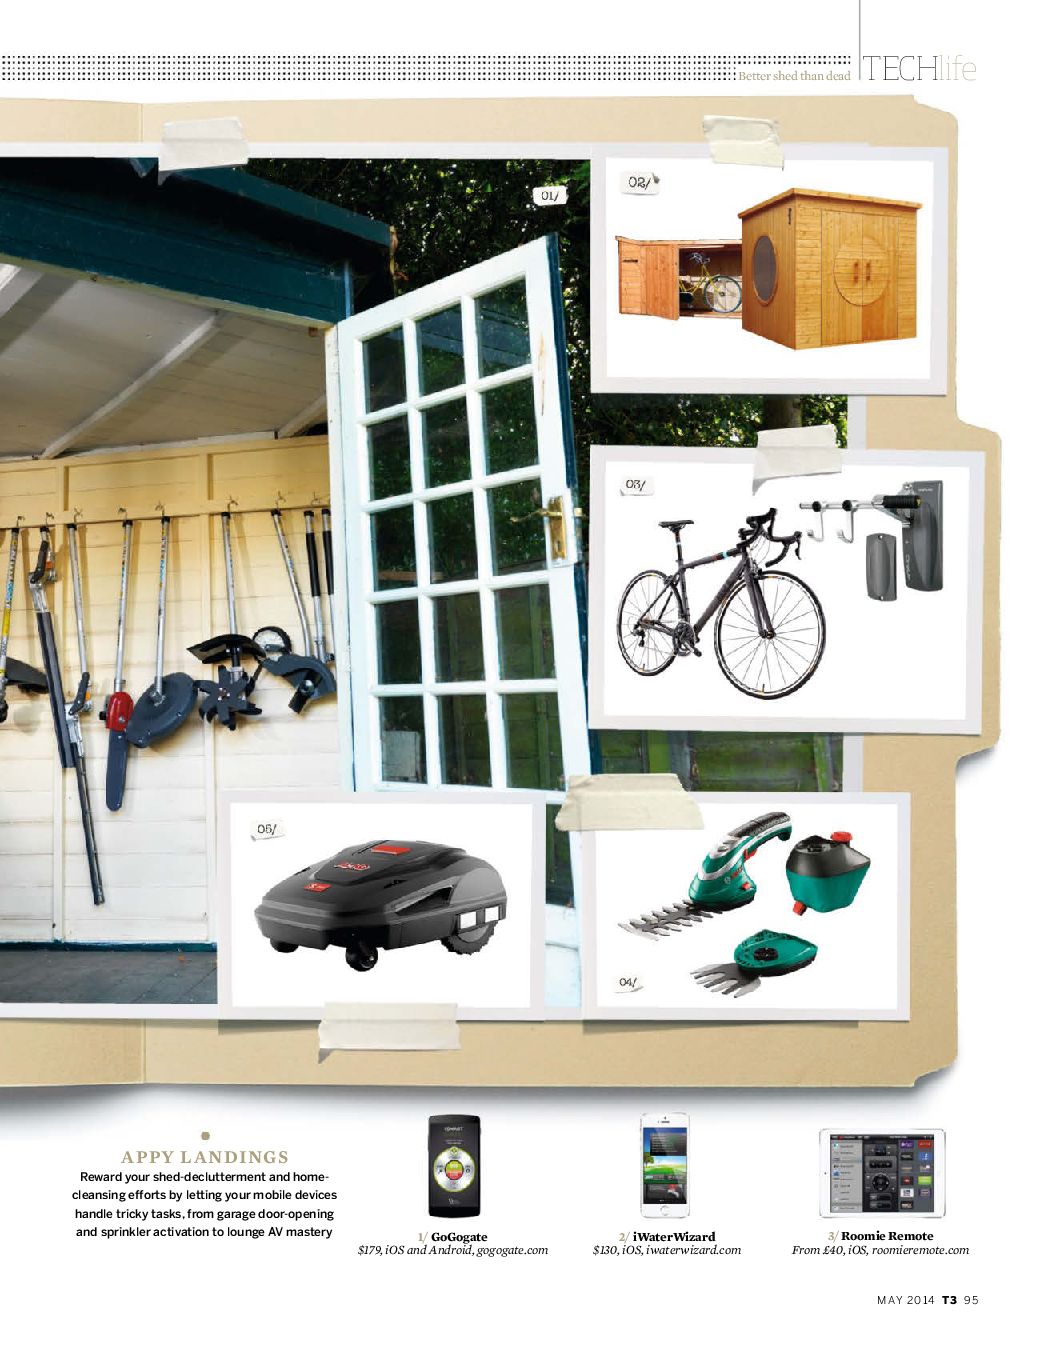 Better shed than dead
TECHlife
01/
02/
03/
05/
04/
APPY LANDINGS
Reward your shed-declutterment and home-
cleansing efforts by letting your mobile devices
handle tricky tasks, from garage door-opening
and sprinkler activation to lounge AV mastery
1/ GoGogate
$179, iOS and Android, gogogate.com
2/ iWaterWizard
$130, iOS, iwaterwizard.com
3/ Roomie Remote
From £40, iOS, roomieremote.com
MAY 2014 T3 95